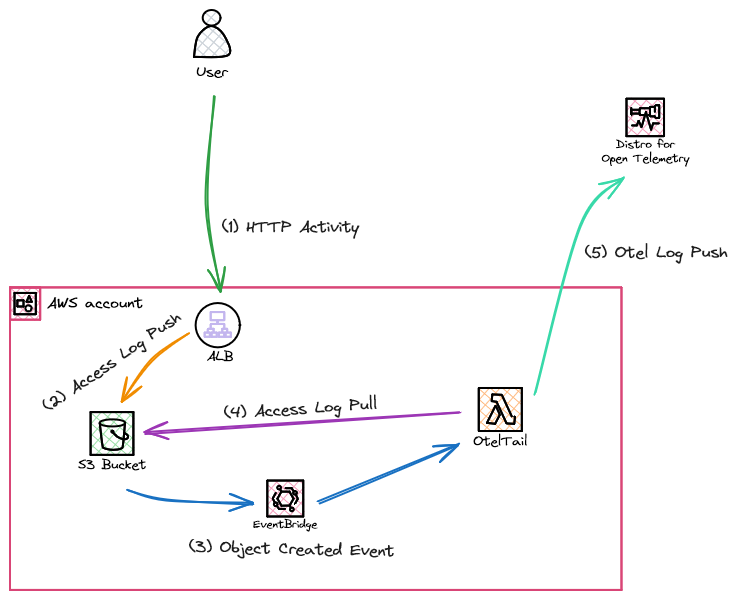 User
Distro for
Open Telemetry
(1) HTTP Activity
(5) Otel Log Push
AWS account
(2) Access Log Push
ALB
(4) Access Log Pull
OtelTail
S3 Bucket
EventBridge
(3) Object Created Event